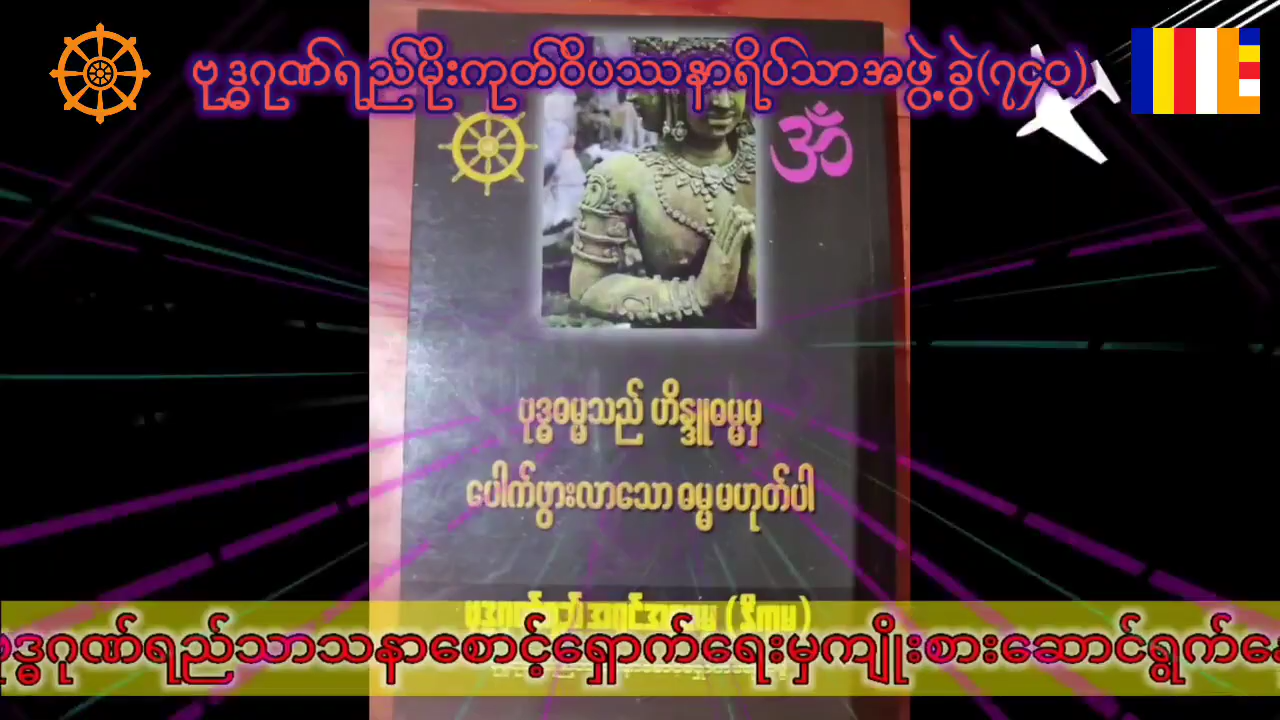 ဗုဒ္ဓဂုဏ်ရည်မိုးကုတ်ဝိပဿနာရိပ်သာအဖွဲ့ခွဲ(၇၄၀)
ॐ
ဗုဒ္ဓဓမ္မသည် ဟိန္ဒူဓမ္မမှ
ပေါက်ဖွားလာသော ဓမ္မ မဟုတ်ပါ
ဗုဒ္ဓဂုဏ်ရည်သာသနာစောင့်ရှောက်ရေးမှကျိုးစားဆောင်ရွက်နေ